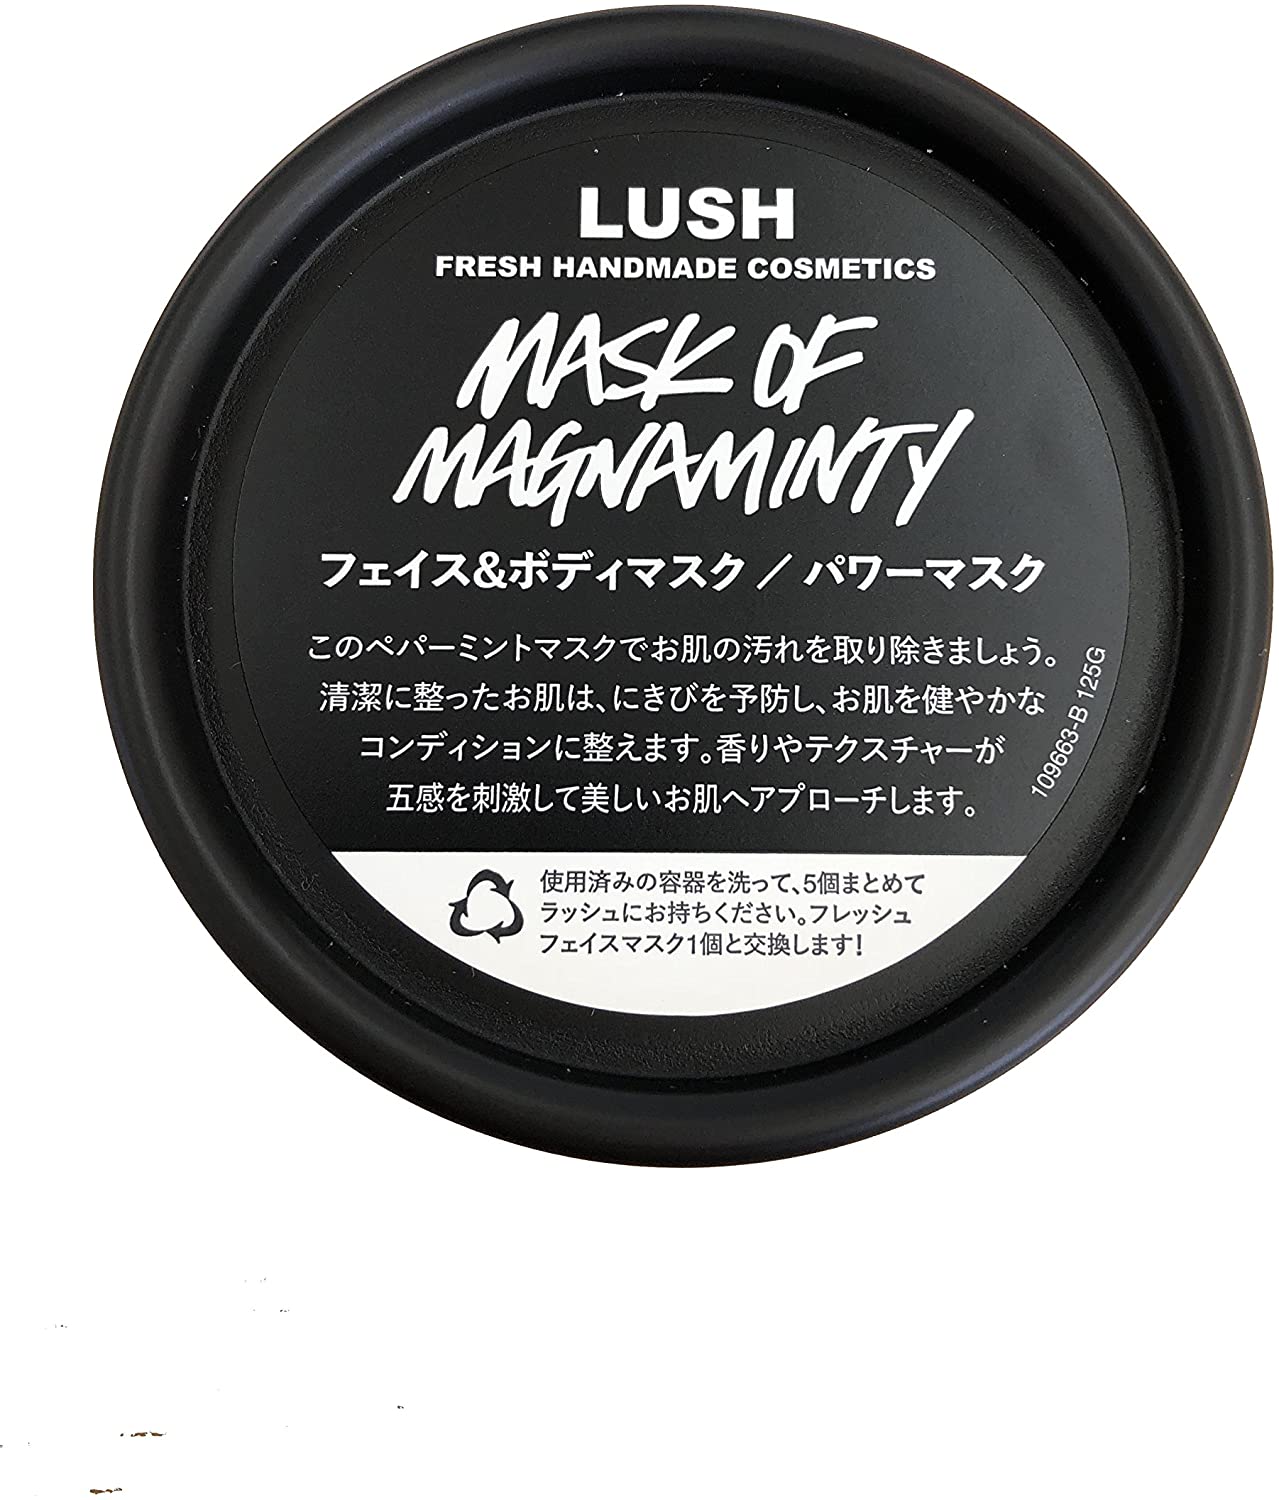 LUSH
FRESH HANDMADE COSMETICS
MASK OF
MAGNAMINTY
フェイス&ボディマスク／パワーマスク
このペパーミントマスクでお肌の汚れを取り除きましょう。
清潔に整ったお肌は、にきびを予防し、お肌を健やかな
コンディションに整えます。香りやテクスチャーが
五感を刺激して美しいお肌へアプローチします。
109663-B 125G
使用済みの容器を洗って、5個まとめて
ラッシュにお持ちください。フレッシュ
フェイスマスク1個と交換します!